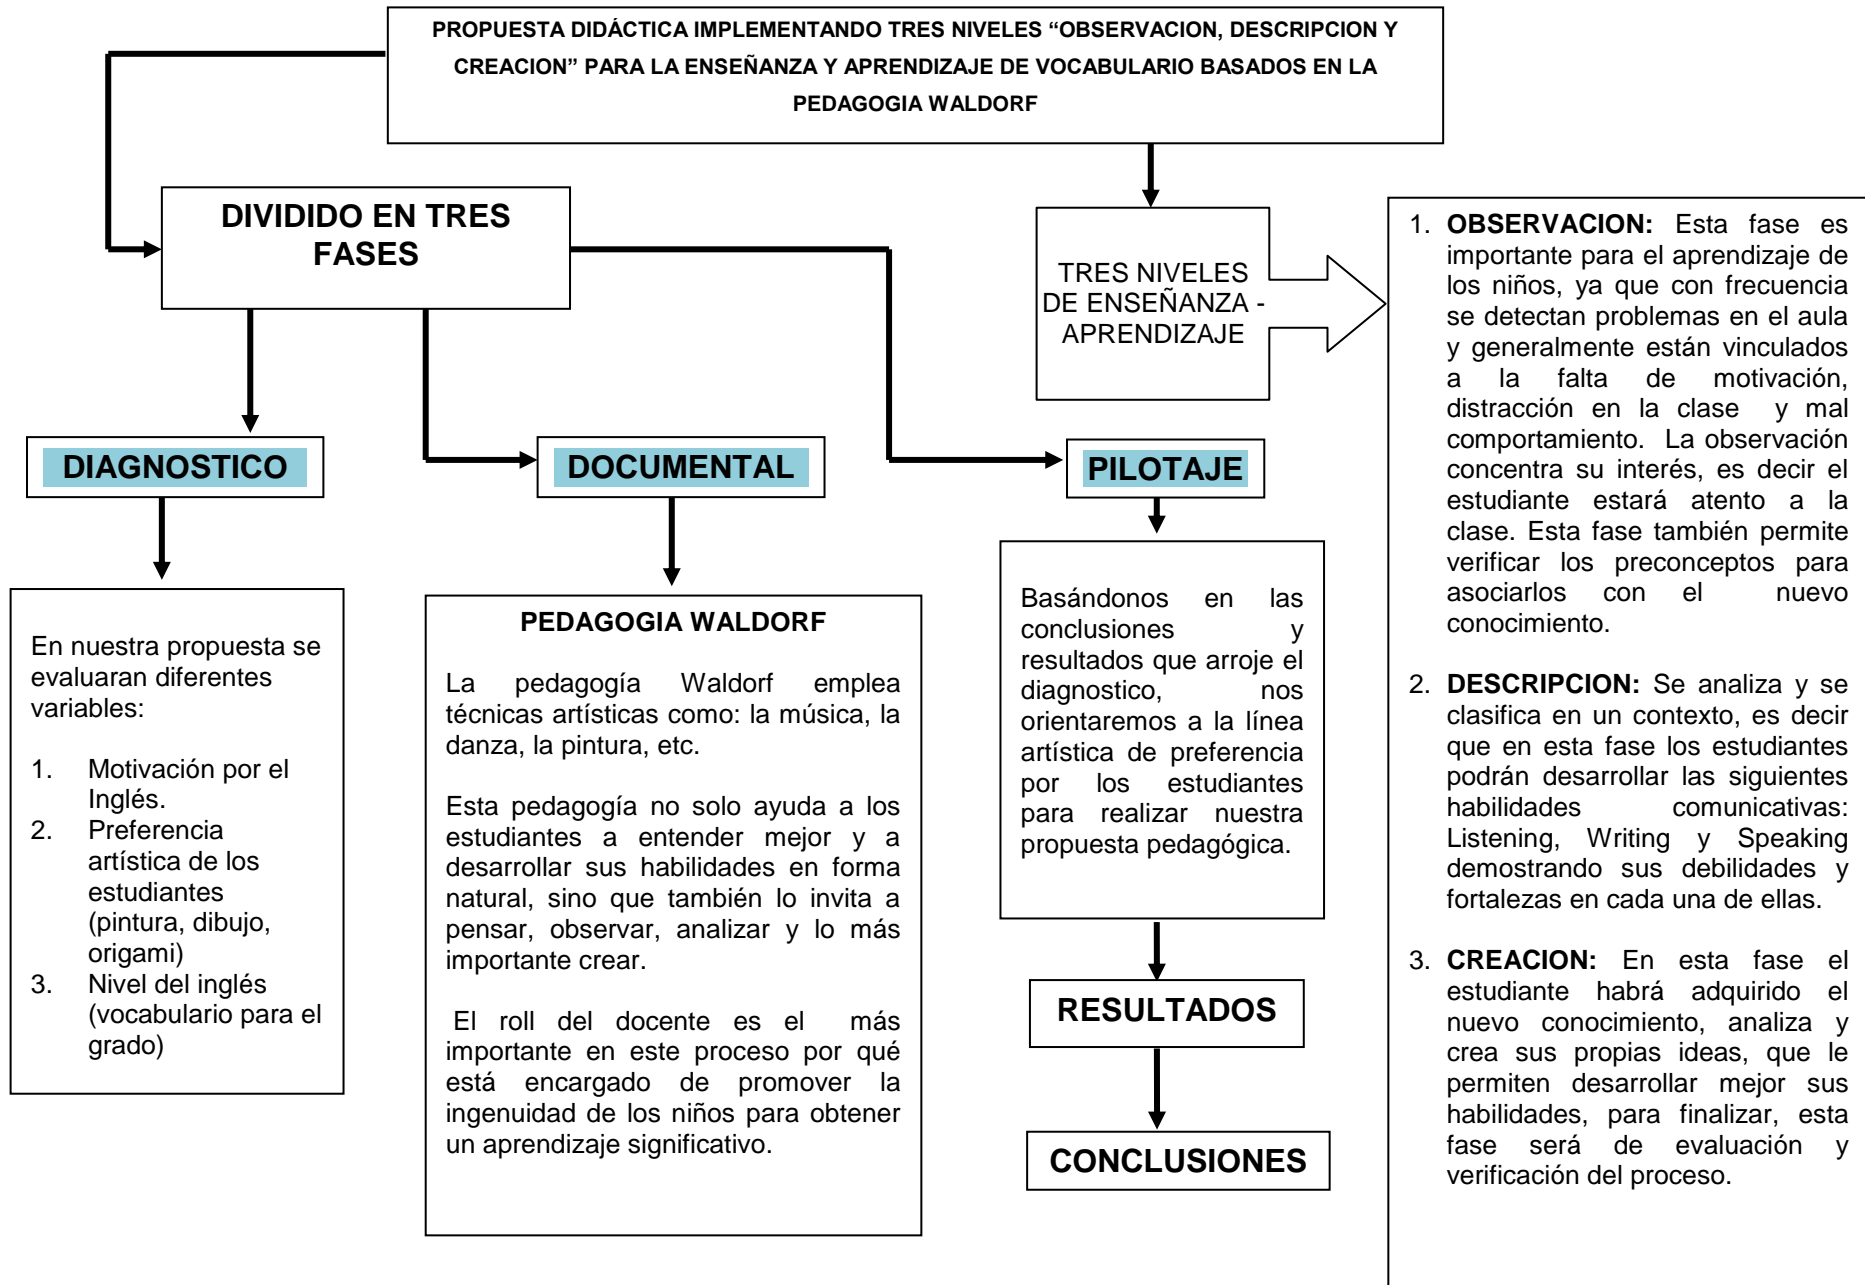 PROPUESTA DIDÁCTICA IMPLEMENTANDO TRES NIVELES “OBSERVACION, DESCRIPCION Y
CREACION” PARA LA ENSEÑANZA Y APRENDIZAJE DE VOCABULARIO BASADOS EN LA
PEDAGOGIA WALDORF
DIVIDIDO EN TRES
FASES
TRES NIVELES
DE ENSEÑANZA -
APRENDIZAJE
DIAGNOSTICO
DOCUMENTAL
PILOTAJE
En nuestra propuesta se
evaluaran diferentes
variables:
1. Motivación por el
Inglés.
2. Preferencia
artística de los
estudiantes
(pintura, dibujo,
origami)
3. Nivel del inglés
(vocabulario para el
grado)
PEDAGOGIA WALDORF
La pedagogía Waldorf emplea
técnicas artísticas como: la música, la
danza, la pintura, etc.
Esta pedagogía no solo ayuda a los
estudiantes a entender mejor y a
desarrollar sus habilidades en forma
natural, sino que también lo invita a
pensar, observar, analizar y lo más
importante crear.
El roll del docente es el más
importante en este proceso por qué
está encargado de promover la
ingenuidad de los niños para obtener
un aprendizaje significativo.
Basándonos en las
conclusiones y
resultados que arroje el
diagnostico, nos
orientaremos a la línea
artística de preferencia
por los estudiantes
para realizar nuestra
propuesta pedagógica.
RESULTADOS
CONCLUSIONES
1. OBSERVACION: Esta fase es
importante para el aprendizaje de
los niños, ya que con frecuencia
se detectan problemas en el aula
y generalmente están vinculados
a la falta de motivación,
distracción en la clase y mal
comportamiento. La observación
concentra su interés, es decir el
estudiante estará atento a la
clase. Esta fase también permite
verificar los preconceptos para
asociarlos con el nuevo
conocimiento.
2. DESCRIPCION: Se analiza y se
clasifica en un contexto, es decir
que en esta fase los estudiantes
podrán desarrollar las siguientes
habilidades comunicativas:
Listening, Writing y Speaking
demostrando sus debilidades y
fortalezas en cada una de ellas.
3. CREACION: En esta fase el
estudiante habrá adquirido el
nuevo conocimiento, analiza y
crea sus propias ideas, que le
permiten desarrollar mejor sus
habilidades, para finalizar, esta
fase será de evaluación y
verificación del proceso.